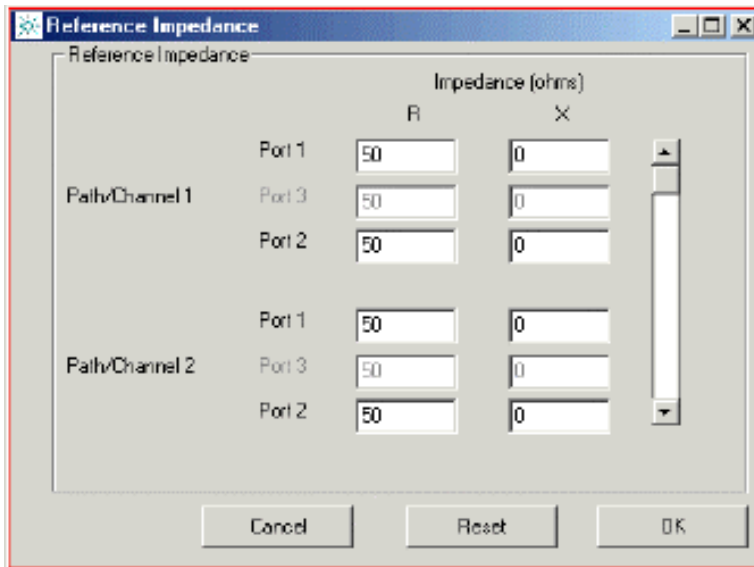 Reference Impedance
Reference Impedance
Impedance (ohms)
R X
Port 1 50 0
Path/Channel 1 Port 3 50 0
Port 2 50 0
Port 1 50 0
Path/Channel 2 Port 3 50 0
Port 2 50 0
Cancel Reset OK